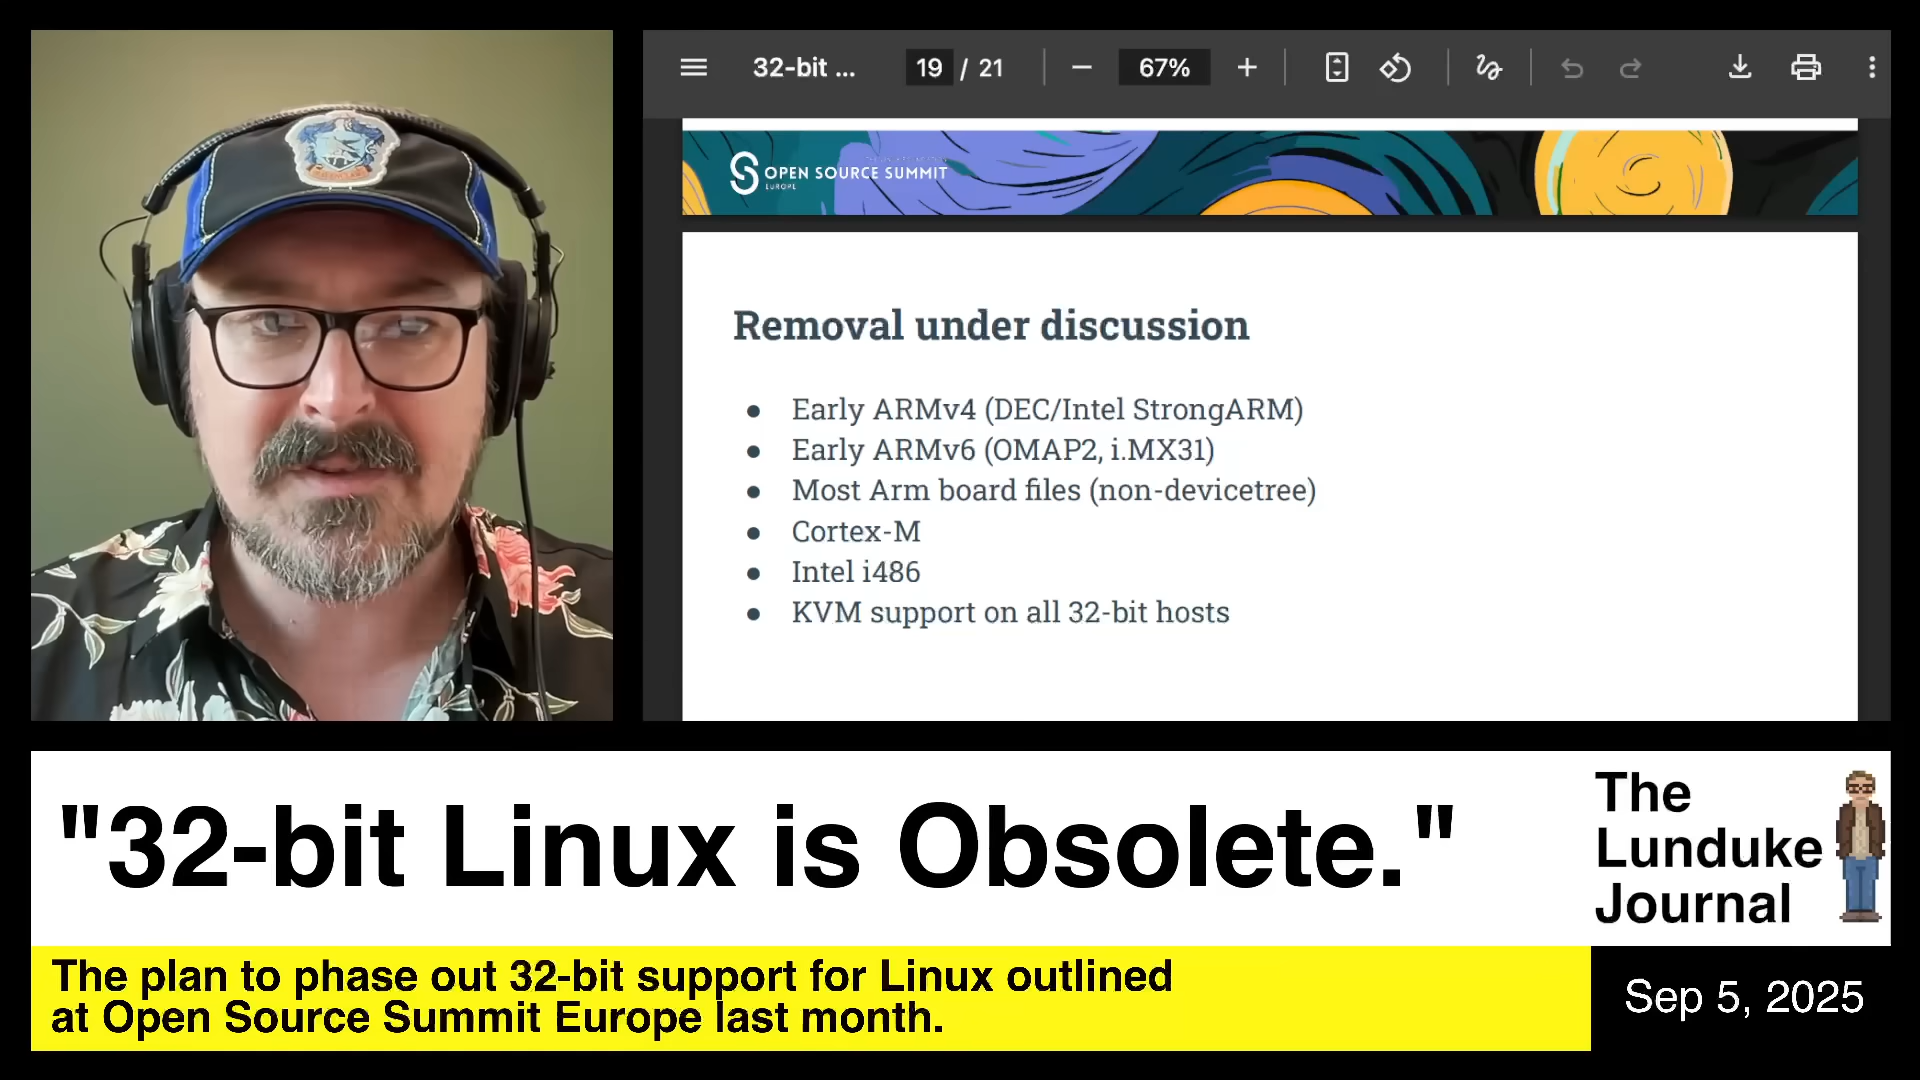 32-bit ...
19 / 21
67%
OPEN SOURCE SUMMIT
EUROPE
Removal under discussion
● Early ARMv4 (DEC/Intel StrongARM)
● Early ARMv6 (OMAP2, i.MX31)
● Most Arm board files (non-devicetree)
● Cortex-M
● Intel i486
● KVM support on all 32-bit hosts
"32-bit Linux is Obsolete."
The
Lunduke
Journal
The plan to phase out 32-bit support for Linux outlined
at Open Source Summit Europe last month.
Sep 5, 2025